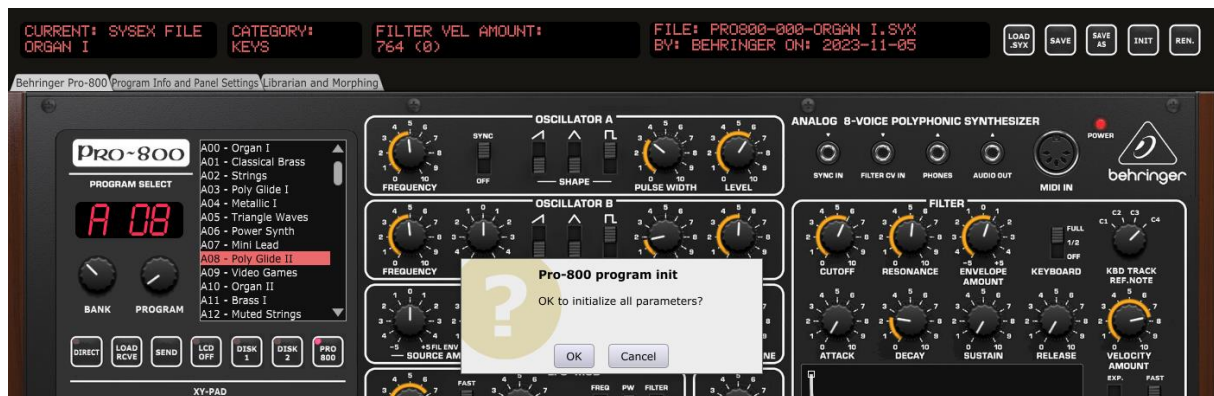 CURRENT: SYSEX FILE
ORGAN I
CATEGORY:
KEYS
FILTER VEL AMOUNT:
764 (0)
FILE: PRO800-000-ORGAN I.SYX
BY: BEHRINGER ON: 2023-11-05
LOAD .SYX
SAVE
SAVE AS
INIT
REN.
Behringer Pro-800
Program Info and Panel Settings
Librarian and Morphing
PRO~800
PROGRAM SELECT
A 08
BANK
PROGRAM
A00 - Organ I
A01 - Classical Brass
A02 - Strings
A03 - Poly Glide I
A04 - Metallic I
A05 - Triangle Waves
A06 - Power Synth
A07 - Mini Lead
A08 - Poly Glide II
A09 - Video Games
A10 - Organ II
A11 - Brass I
A12 - Muted Strings
DIRECT
LOAD RCVE
SEND
LCD OFF
DISK 1
DISK 2
PRO 800
XY-PAD
OSCILLATOR A
FREQUENCY
SYNC
OFF
SHAPE
PULSE WIDTH
LEVEL
OSCILLATOR B
FREQUENCY
Pro-800 program init
OK to initialize all parameters?
OK
Cancel
FAST
FREQ PW FILTER
ANALOG 8-VOICE POLYPHONIC SYNTHESIZER
SYNC IN
FILTER CV IN
PHONES
AUDIO OUT
MIDI IN
POWER
behringer
FILTER
CUTOFF
RESONANCE
ENVELOPE AMOUNT
FULL
1/2
OFF
KEYBOARD
C1 C2 C3 C4
KBD TRACK REF.NOTE
ATTACK
DECAY
SUSTAIN
RELEASE
VELOCITY AMOUNT
EXP.
FAST